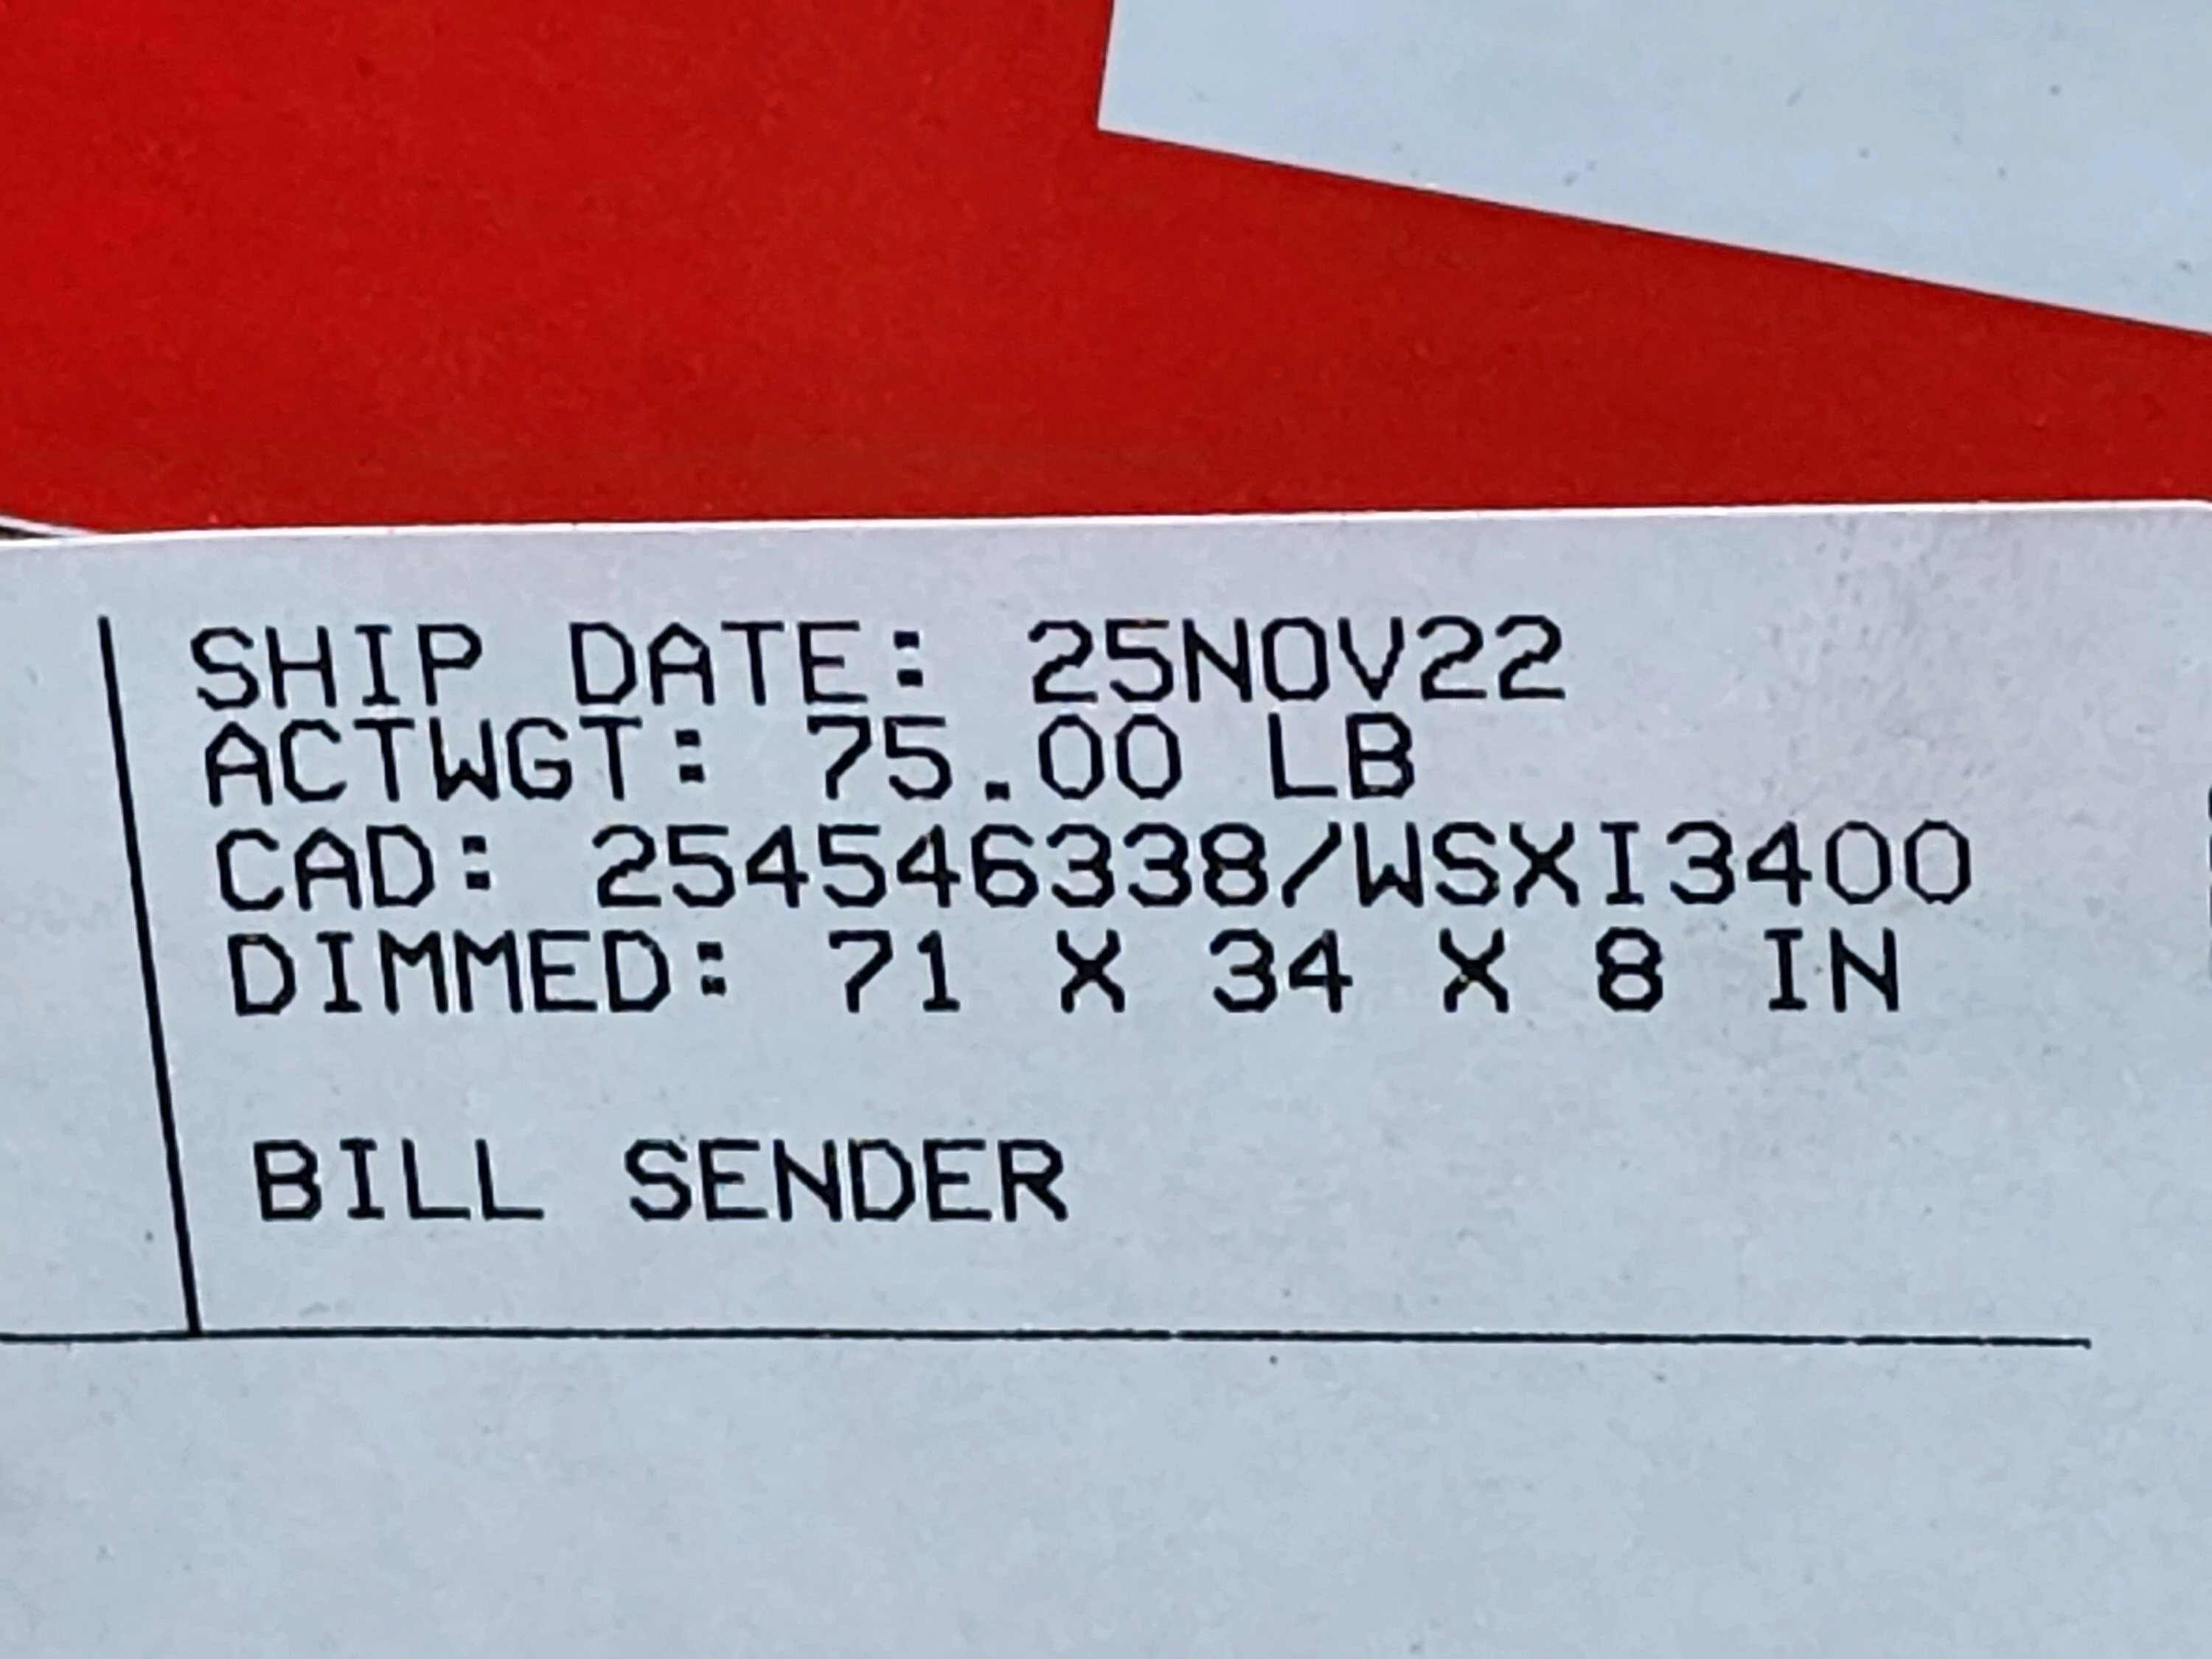 SHIP DATE: 25NOV22
ACTWGT: 75.00 LB
CAD: 254546338/WSXI3400
DIMMED: 71 X 34 X 8 IN
BILL SENDER